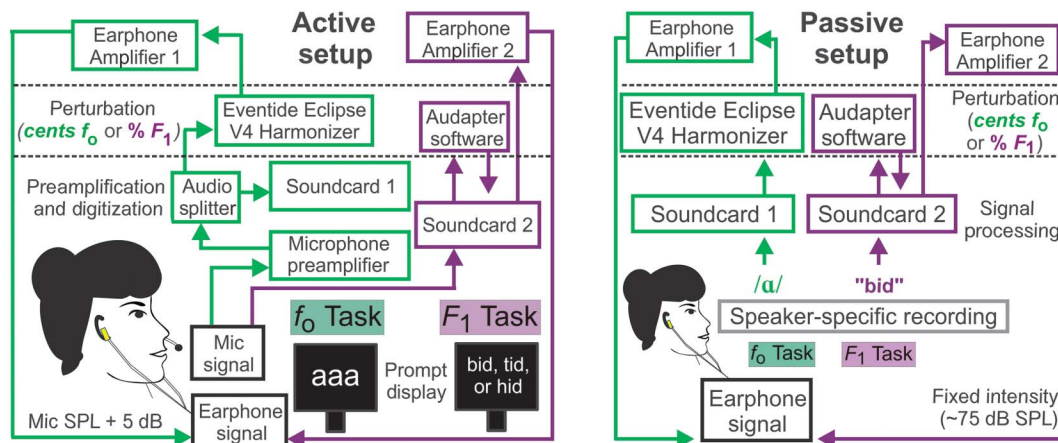 Active
setup
Earphone
Amplifier 1
Earphone
Amplifier 2
Perturbation
(cents fo or % F1)
Eventide Eclipse
V4 Harmonizer
Audapter
software
Preamplification
and digitization
Audio
splitter
Soundcard 1
Soundcard 2
Microphone
preamplifier
fo Task
F1 Task
Mic
signal
aaa
Prompt
display
bid, tid,
or hid
Mic SPL + 5 dB
Earphone
signal
Passive
setup
Earphone
Amplifier 1
Earphone
Amplifier 2
Eventide Eclipse
V4 Harmonizer
Audapter
software
Perturbation
(cents fo
or % F1)
Soundcard 1
Soundcard 2
Signal
processing
/ɑ/
"bid"
Speaker-specific recording
fo Task
F1 Task
Earphone
signal
Fixed intensity
(~75 dB SPL)